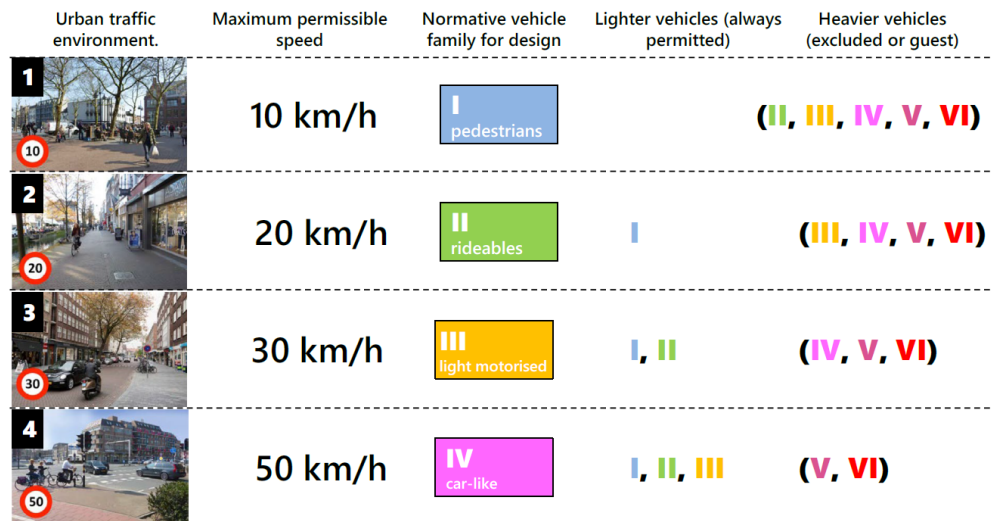 Urban traffic environment.
Maximum permissible speed
Normative vehicle family for design
Lighter vehicles (always permitted)
Heavier vehicles (excluded or guest)
1
10
10 km/h
I
pedestrians
(II, III, IV, V, VI)
2
20
20 km/h
II
rideables
I
(III, IV, V, VI)
3
30
30 km/h
III
light motorised
I, II
(IV, V, VI)
4
50
50 km/h
IV
car-like
I, II, III
(V, VI)